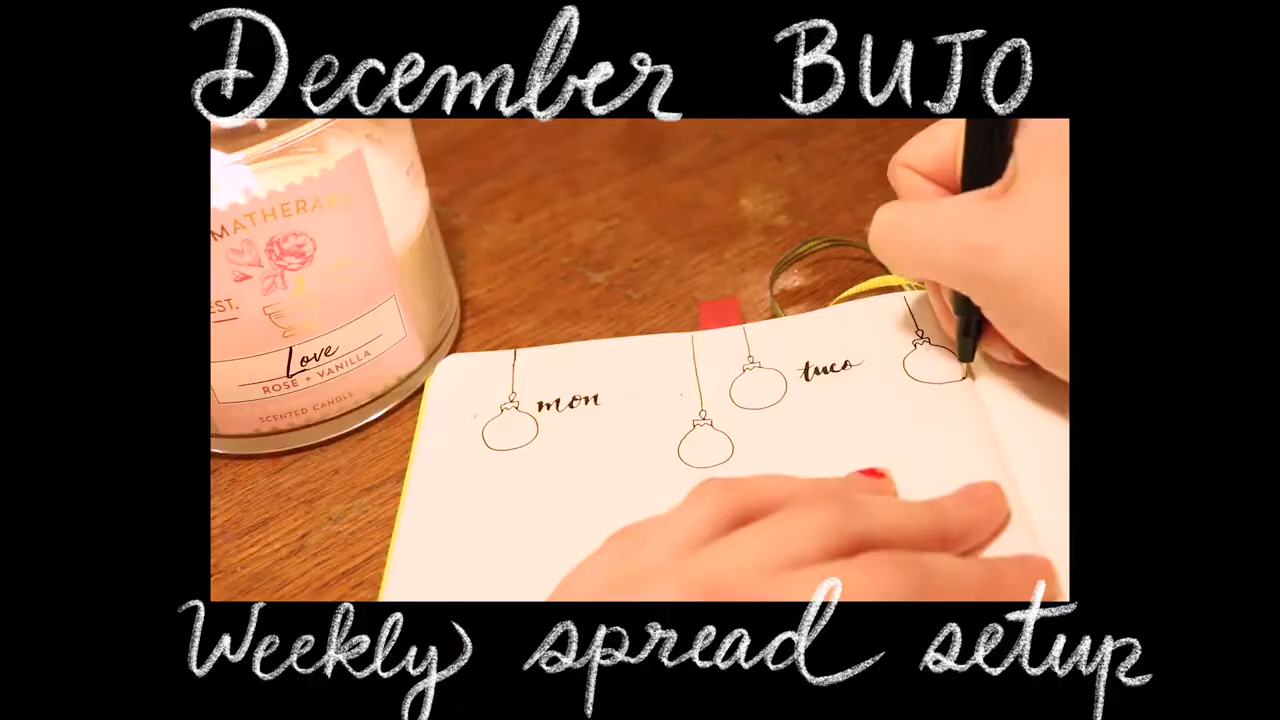 December BUJO
MATHERAPY
EST.
Love
ROSE + VANILLA
SCENTED CANDLE
mon
tues
Weekly spread setup